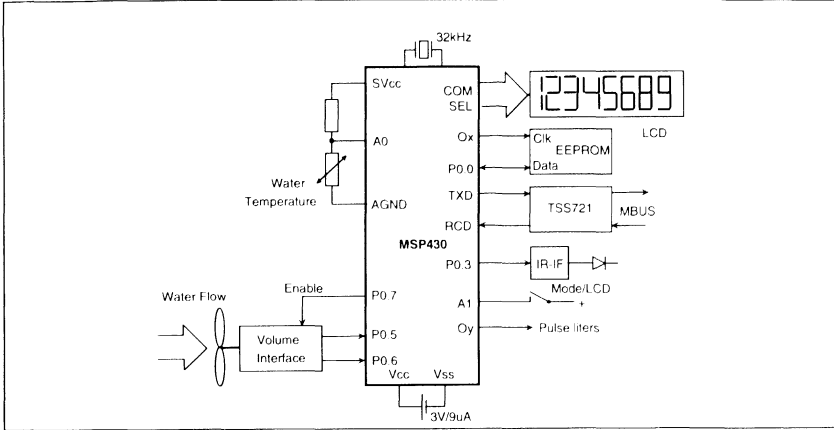 32kHz
SVcc
COM
SEL
12345689
LCD
A0
Ox
Clk
EEPROM
P0.0
Data
Water
Temperature
TXD
TSS721
MBUS
AGND
RCD
MSP430
P0.3
IR-IF
Mode/LCD
Water Flow
Enable
P0.7
A1
+
Oy
Pulse liters
Volume
Interface
P0.5
P0.6
Vcc
Vss
3V/9uA